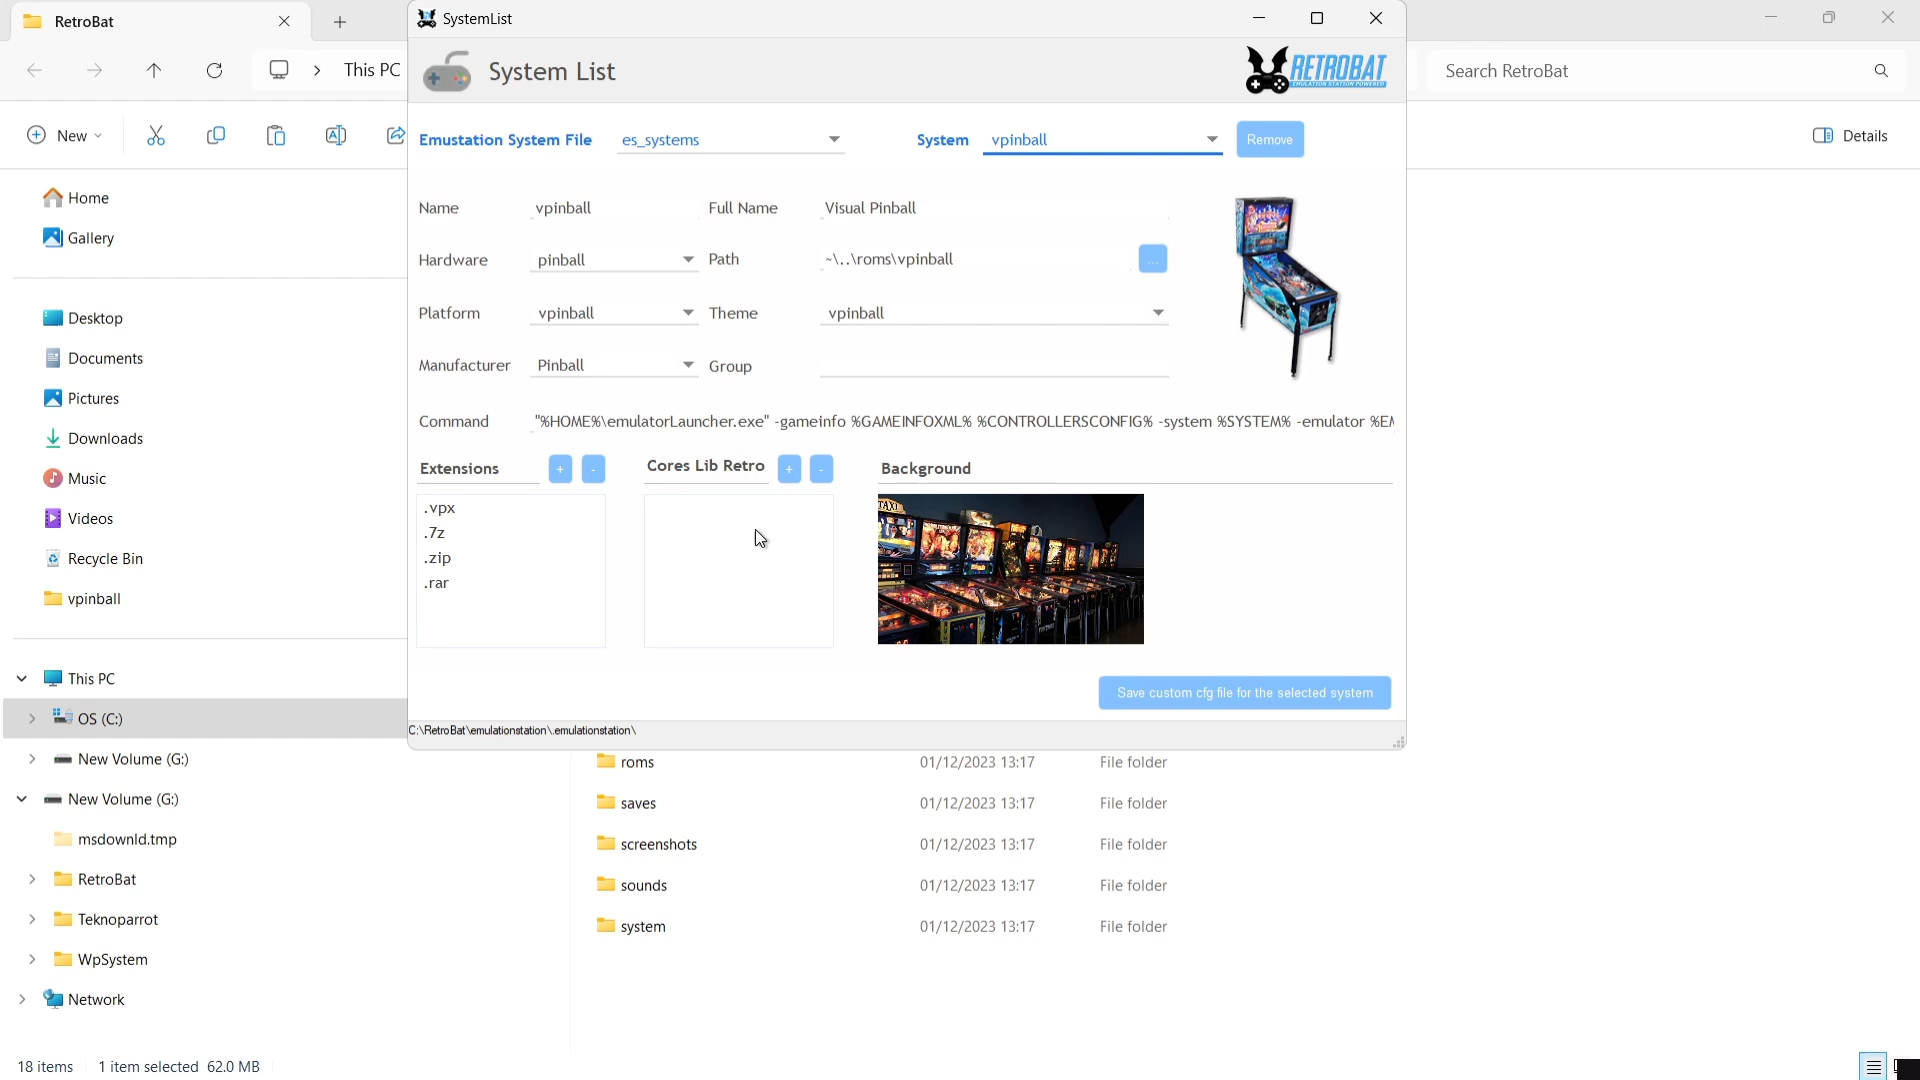 RetroBat
This PC
Search RetroBat
New
Details
Home
Gallery
Desktop
Documents
Pictures
Downloads
Music
Videos
Recycle Bin
vpinball
This PC
OS (C:)
New Volume (G:)
New Volume (G:)
msdownld.tmp
RetroBat
Teknoparrot
WpSystem
Network
18 items 1 item selected 62.0 MB
SystemList
System List
RETROBAT
EMULATION STATION POWERED
Emustation System File es_systems System vpinball Remove
Name vpinball Full Name Visual Pinball
Hardware pinball Path ~\..\roms\vpinball ...
Platform vpinball Theme vpinball
Manufacturer Pinball Group
Command "%HOME%\emulatorLauncher.exe" -gameinfo %GAMEINFOXML% %CONTROLLERSCONFIG% -system %SYSTEM% -emulator
Extensions + - Cores Lib Retro + - Background
.vpx
.7z
.zip
.rar
TAXI
Save custom cfg file for the selected system
C:\RetroBat\emulationstation\.emulationstation\
roms 01/12/2023 13:17 File folder
saves 01/12/2023 13:17 File folder
screenshots 01/12/2023 13:17 File folder
sounds 01/12/2023 13:17 File folder
system 01/12/2023 13:17 File folder